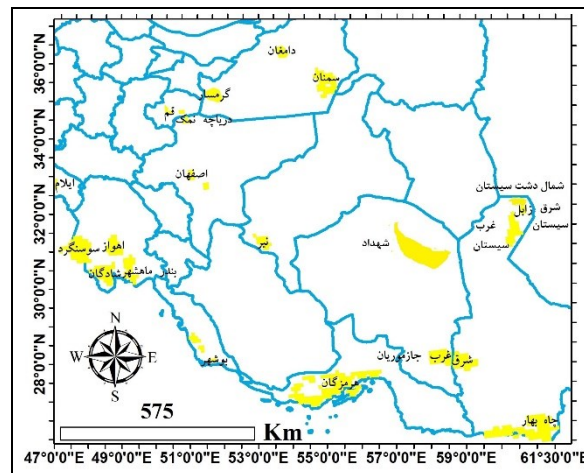 36°0'0"N
34°0'0"N
32°0'0"N
30°0'0"N
28°0'0"N
دامغان
سمنان
گرمسار
قم
دریاچه نمک
اصفهان
ایلام
شمال دشت سیستان
زابل
شرق
سیستان
غرب
سیستان
نیر
شهداد
اهواز
سوسنگرد
بندر ماهشهر
شادگان
بوشهر
جازموریان
غرب
شرق
هرمزگان
چاه بهار
N
W
E
S
575
Km
47°0'0"E
49°0'0"E
51°0'0"E
53°0'0"E
55°0'0"E
57°0'0"E
59°0'0"E
61°0'0"E